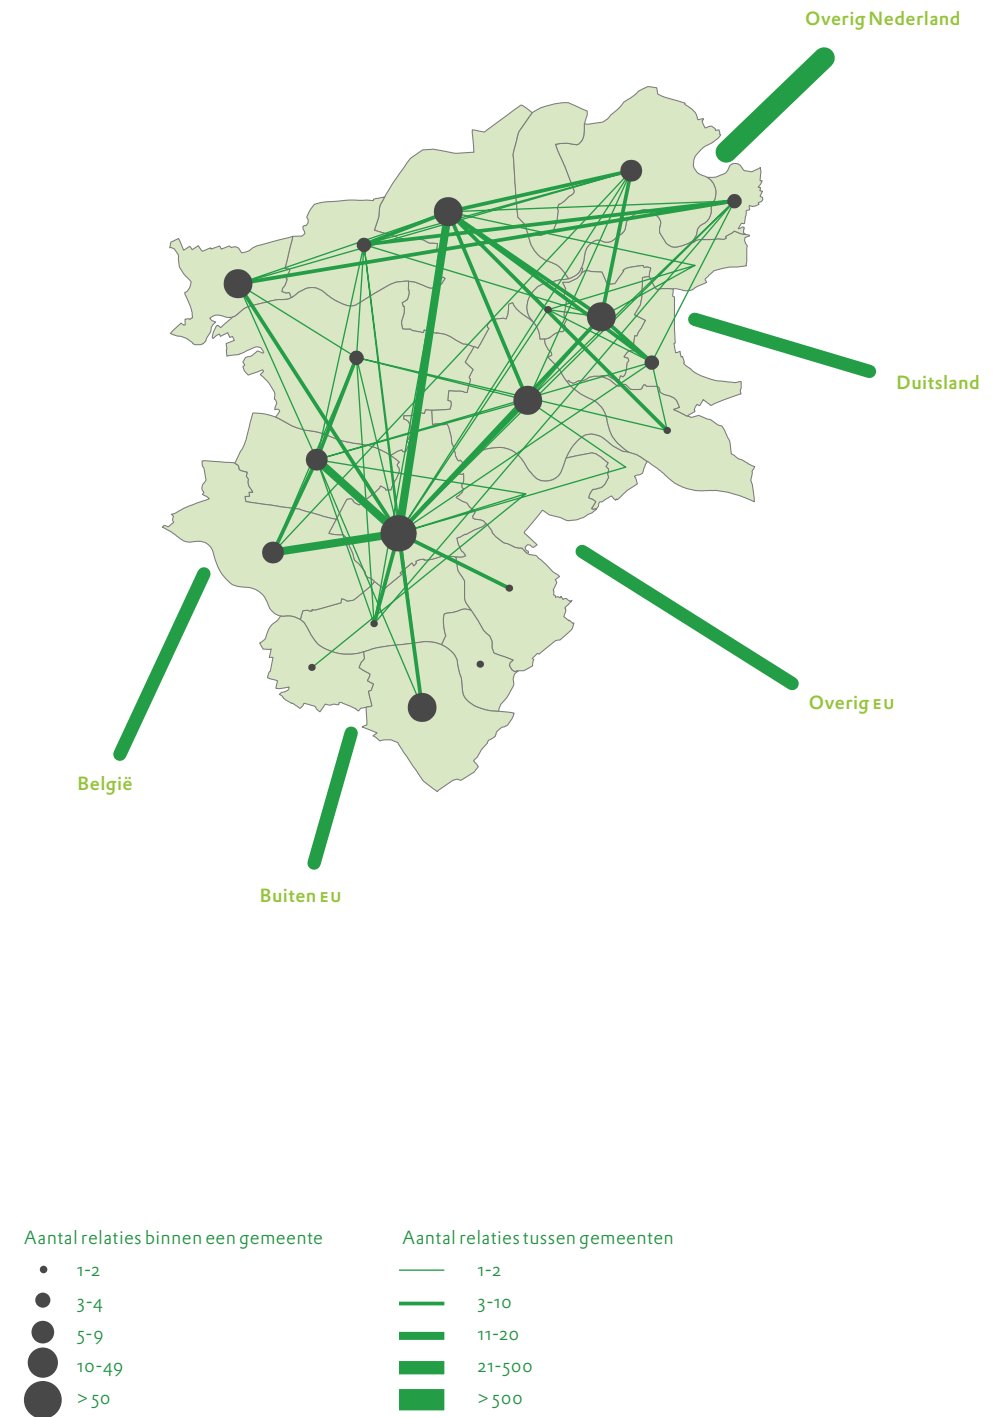 Overig Nederland
Duitsland
Overig EU
België
Buiten EU
Aantal relaties binnen een gemeente
1-2
3-4
5-9
10-49
> 50
Aantal relaties tussen gemeenten
1-2
3-10
11-20
21-500
> 500